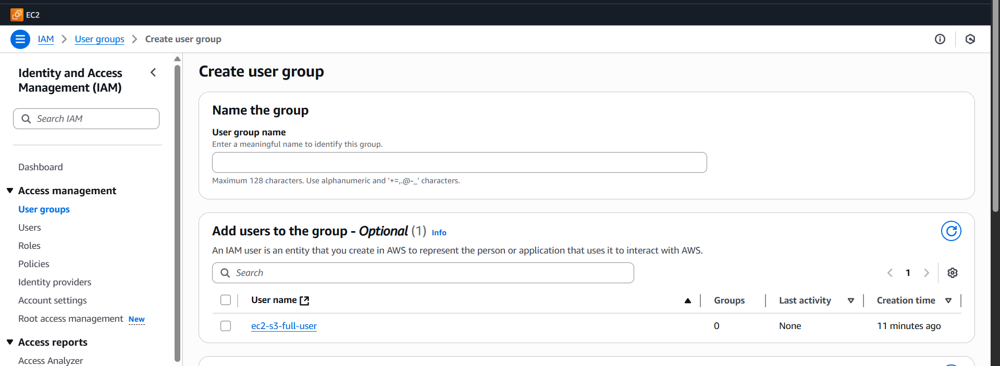 EC2
IAM > User groups > Create user group
Identity and Access
Management (IAM)
Search IAM
Dashboard
Access management
User groups
Users
Roles
Policies
Identity providers
Account settings
Root access management New
Access reports
Access Analyzer
Create user group
Name the group
User group name
Enter a meaningful name to identify this group.
Maximum 128 characters. Use alphanumeric and '+=,.@-_' characters.
Add users to the group - Optional (1) Info
An IAM user is an entity that you create in AWS to represent the person or application that uses it to interact with AWS.
Search
1
User name Groups Last activity Creation time
ec2-s3-full-user 0 None 11 minutes ago